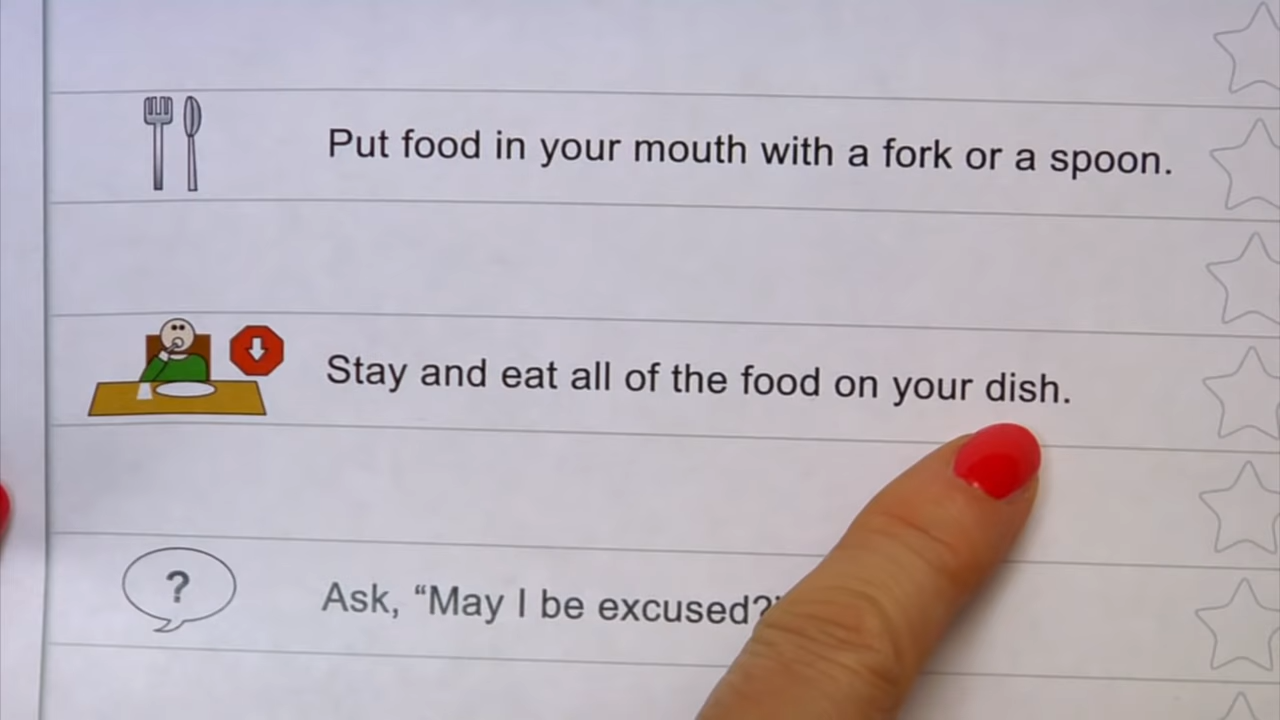 Put food in your mouth with a fork or a spoon.
Stay and eat all of the food on your dish.
?
Ask, “May I be excused?”